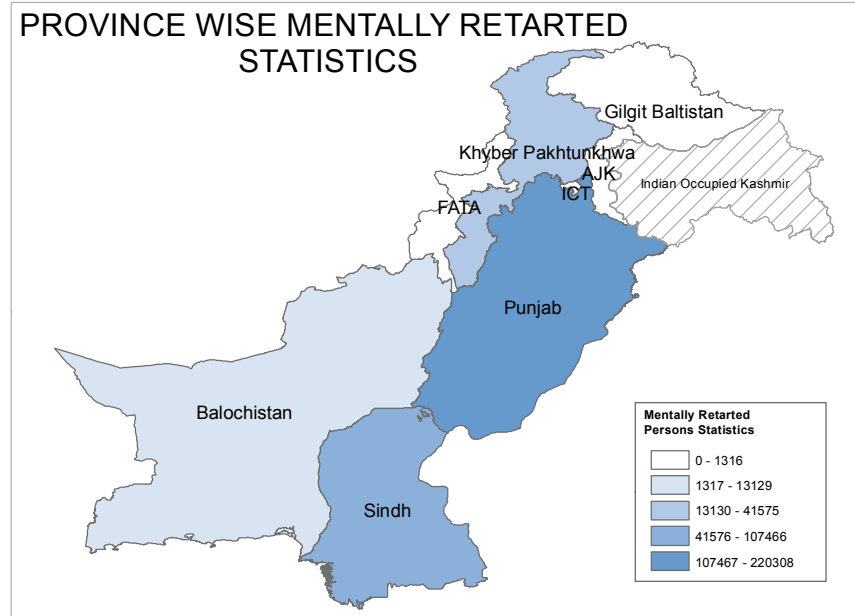 PROVINCE WISE MENTALLY RETARTED
STATISTICS
Gilgit Baltistan
Khyber Pakhtunkhwa
AJK
Indian Occupied Kashmir
ICT
FATA
Punjab
Balochistan
Sindh
Mentally Retarted
Persons Statistics
0 - 1316
1317 - 13129
13130 - 41575
41576 - 107466
107467 - 220308